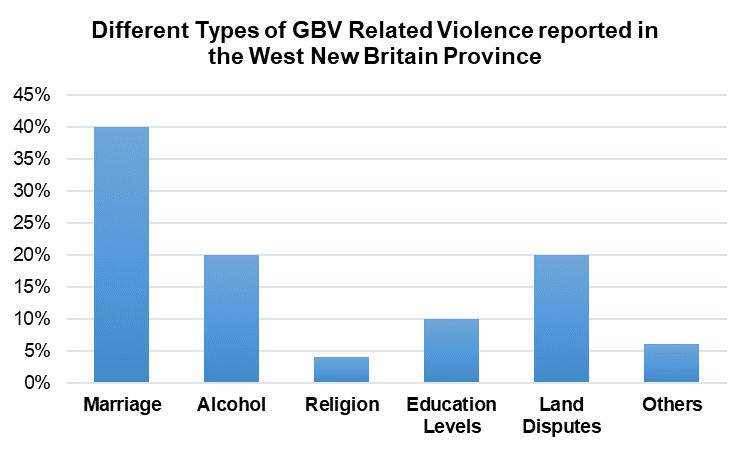 Different Types of GBV Related Violence reported in
the West New Britain Province
45%
40%
35%
30%
25%
20%
15%
10%
5%
0%
Marriage
Alcohol
Religion
Education
Levels
Land
Disputes
Others